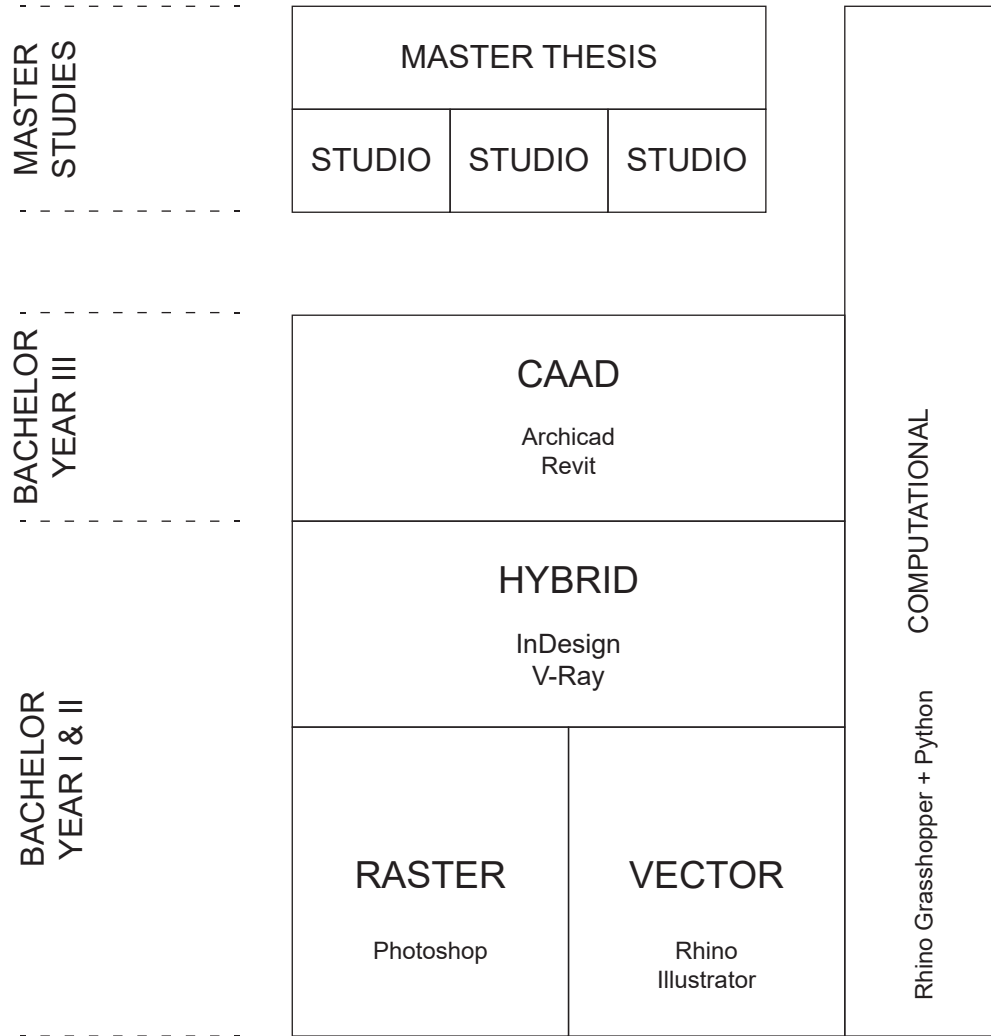 MASTER
STUDIES
MASTER THESIS
STUDIO
STUDIO
STUDIO
BACHELOR
YEAR III
CAAD
Archicad
Revit
BACHELOR
YEAR I & II
HYBRID
InDesign
V-Ray
RASTER
Photoshop
VECTOR
Rhino
Illustrator
COMPUTATIONAL
Rhino Grasshopper + Python